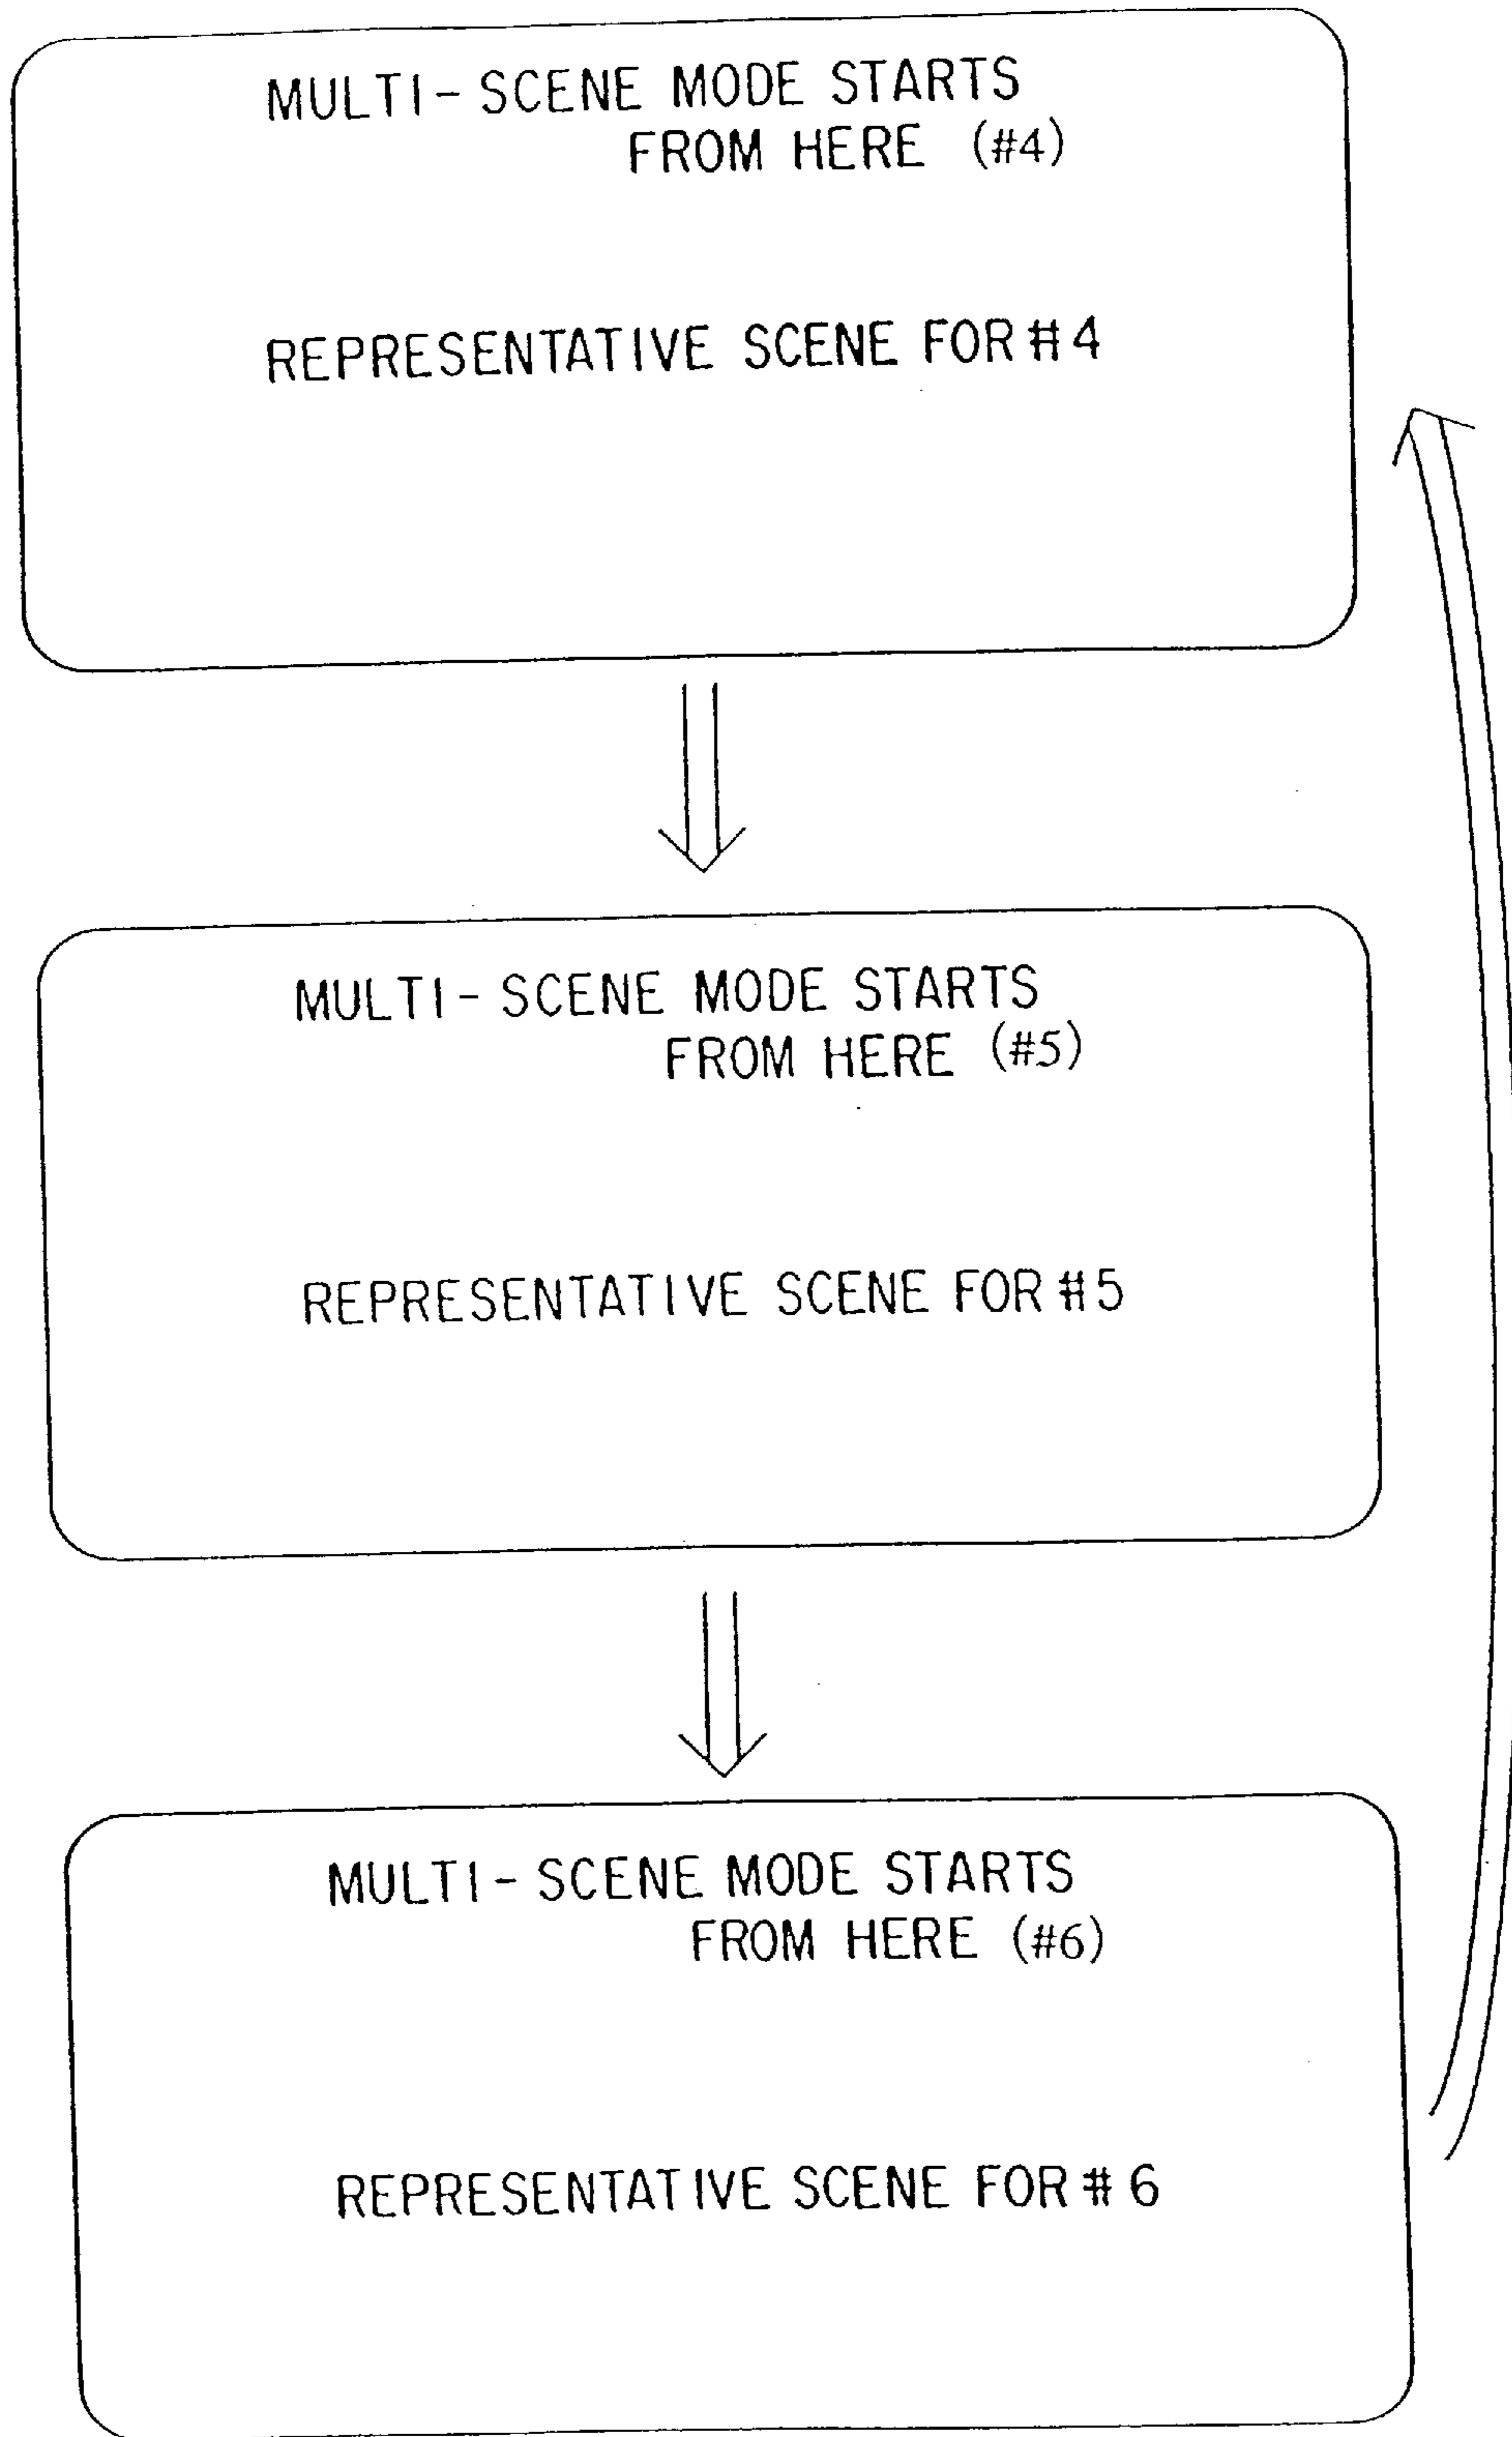 MULTI-SCENE MODE STARTS
FROM HERE (#4)
REPRESENTATIVE SCENE FOR #4
MULTI-SCENE MODE STARTS
FROM HERE (#5)
REPRESENTATIVE SCENE FOR #5
MULTI-SCENE MODE STARTS
FROM HERE (#6)
REPRESENTATIVE SCENE FOR #6